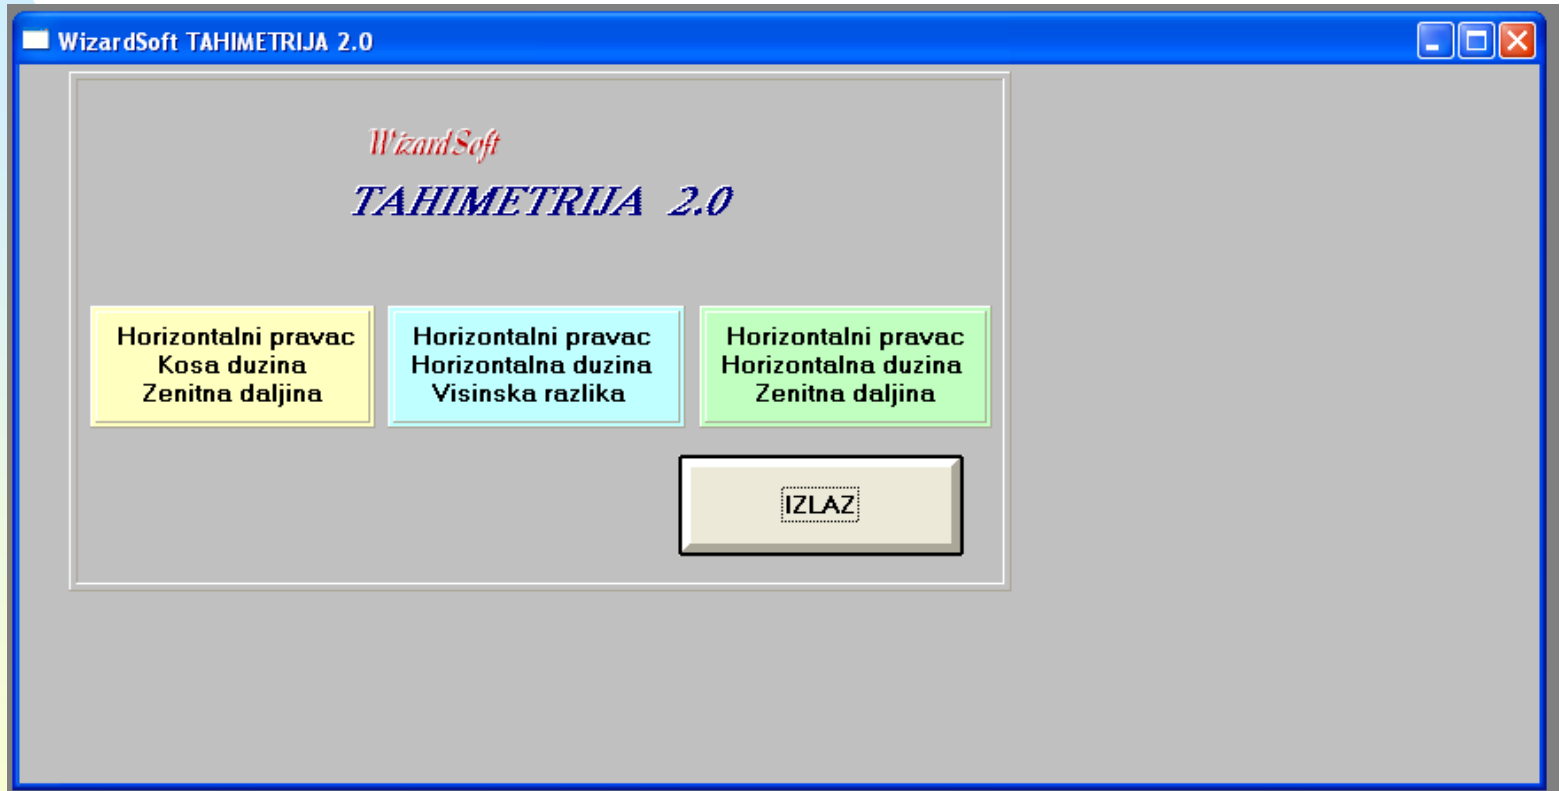 WizardSoft TAHIMETRIJA 2.0
WizardSoft
TAHIMETRIJA 2.0
Horizontalni pravac
Kosa duzina
Zenitna daljina
Horizontalni pravac
Horizontalna duzina
Visinska razlika
Horizontalni pravac
Horizontalna duzina
Zenitna daljina
IZLAZ